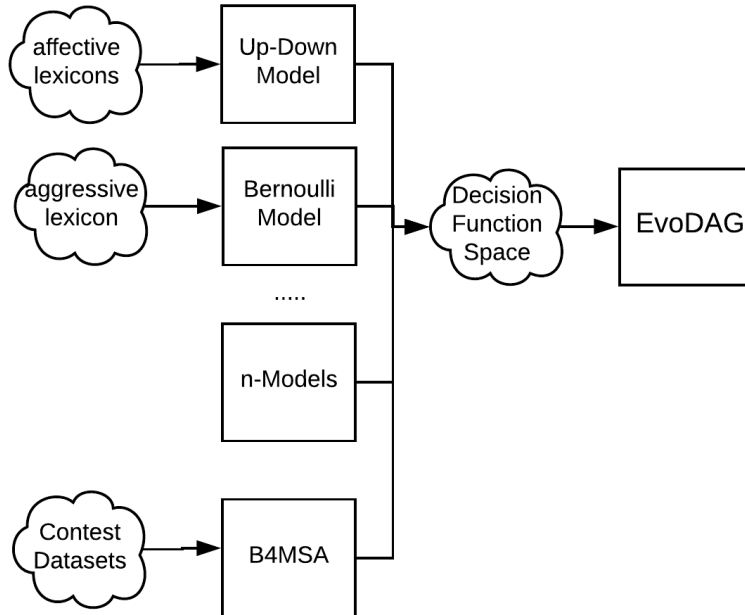 affective
lexicons
Up-Down
Model
aggressive
lexicon
Bernoulli
Model
Decision
Function
Space
EvoDAG
.....
n-Models
Contest
Datasets
B4MSA